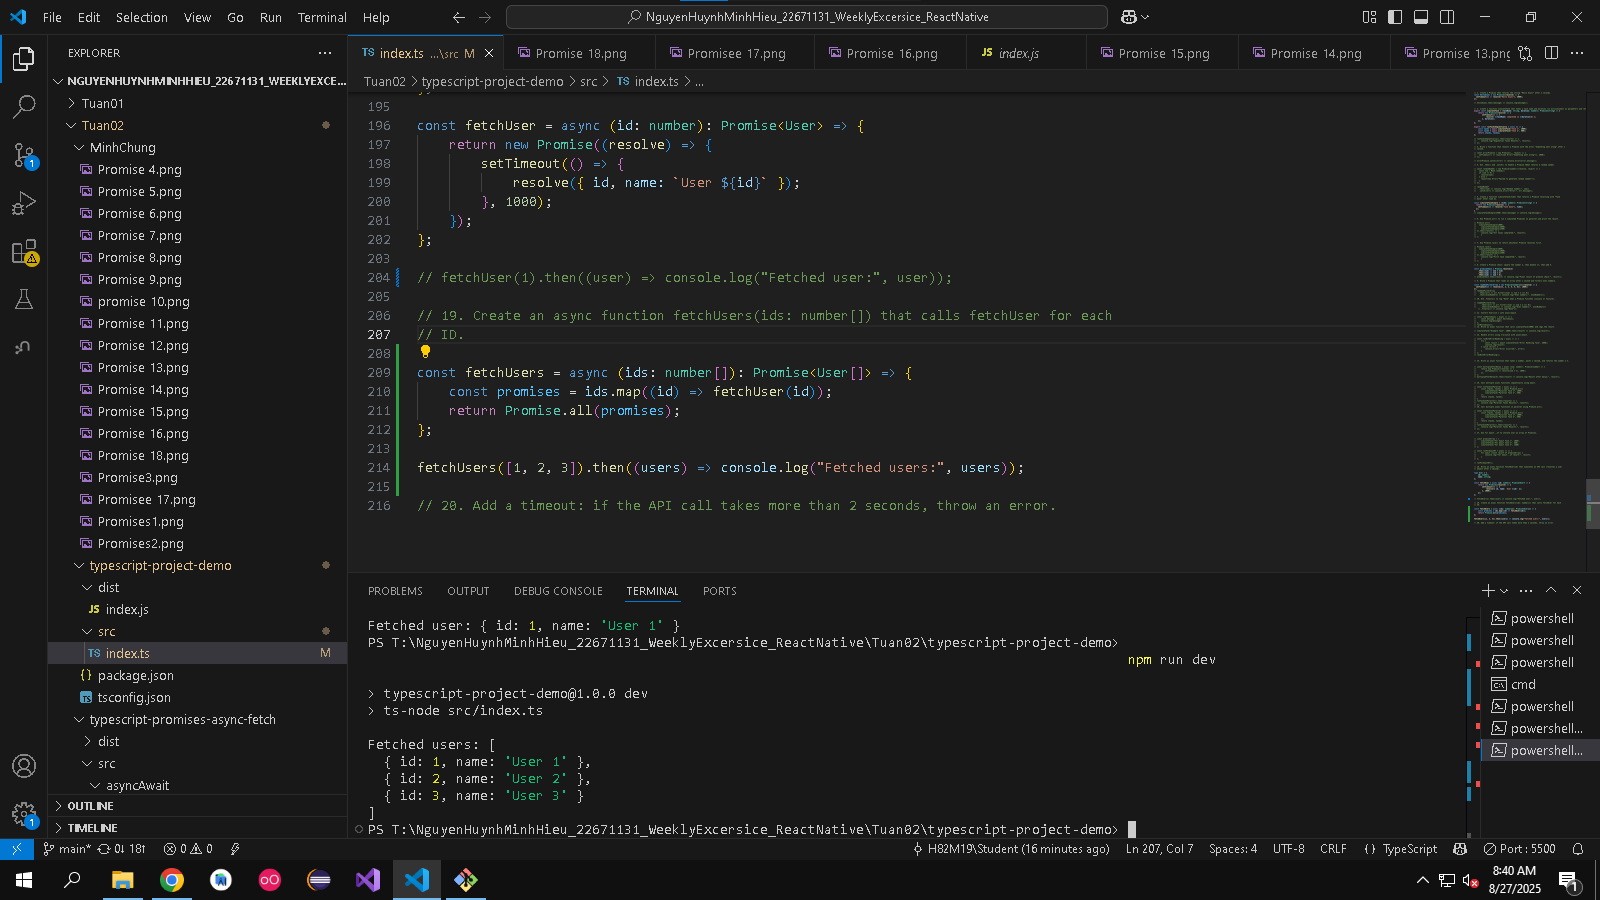 File Edit Selection View Go Run Terminal Help
NguyenHuynhMinhHieu_22671131_WeeklyExcersice_ReactNative
EXPLORER
NGUYENHUYNHMINHHIEU_22671131_WEEKLYEXCE...
Tuan01
Tuan02
MinhChung
Promise 4.png
Promise 5.png
Promise 6.png
Promise 7.png
Promise 8.png
Promise 9.png
promise 10.png
Promise 11.png
Promise 12.png
Promise 13.png
Promise 14.png
Promise 15.png
Promise 16.png
Promise 18.png
Promise3.png
Promisee 17.png
Promises1.png
Promises2.png
typescript-project-demo
dist
JS index.js
src
TS index.ts M
{} package.json
tsconfig.json
typescript-promises-async-fetch
dist
src
asyncAwait
OUTLINE
TIMELINE
TS index.ts ...\src M
Promise 18.png
Promisee 17.png
Promise 16.png
JS index.js
Promise 15.png
Promise 14.png
Promise 13.png
Tuan02 > typescript-project-demo > src > TS index.ts > ...
195
196 const fetchUser = async (id: number): Promise<User> => {
197 return new Promise((resolve) => {
198 setTimeout(() => {
199 resolve({ id, name: `User ${id}` });
200 }, 1000);
201 });
202 };
203
204 // fetchUser(1).then((user) => console.log("Fetched user:", user));
205
206 // 19. Create an async function fetchUsers(ids: number[]) that calls fetchUser for each
207 // ID.
208
209 const fetchUsers = async (ids: number[]): Promise<User[]> => {
210 const promises = ids.map((id) => fetchUser(id));
211 return Promise.all(promises);
212 };
213
214 fetchUsers([1, 2, 3]).then((users) => console.log("Fetched users:", users));
215
216 // 20. Add a timeout: if the API call takes more than 2 seconds, throw an error.
PROBLEMS OUTPUT DEBUG CONSOLE TERMINAL PORTS
Fetched user: { id: 1, name: 'User 1' }
PS T:\NguyenHuynhMinhHieu_22671131_WeeklyExcersice_ReactNative\Tuan02\typescript-project-demo>
npm run dev
> typescript-project-demo@1.0.0 dev
> ts-node src/index.ts
Fetched users: [
{ id: 1, name: 'User 1' },
{ id: 2, name: 'User 2' },
{ id: 3, name: 'User 3' }
]
PS T:\NguyenHuynhMinhHieu_22671131_WeeklyExcersice_ReactNative\Tuan02\typescript-project-demo>
powershell
powershell
powershell
cmd
powershell
powershell...
powershell...
main* 0↓ 18↑ 0 0
H82M19\Student (16 minutes ago) Ln 207, Col 7 Spaces: 4 UTF-8 CRLF {} TypeScript Port : 5500
8:40 AM
8/27/2025